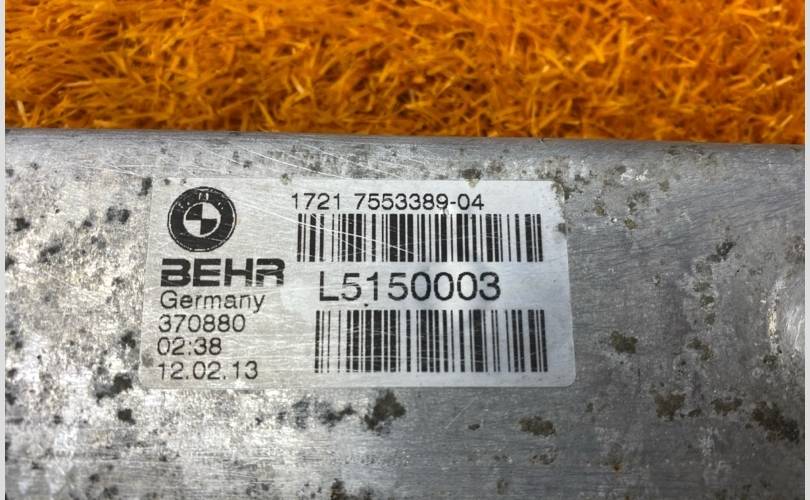 1721 7553389-04
BEHR
L5150003
Germany
370880
02:38
12.02.13